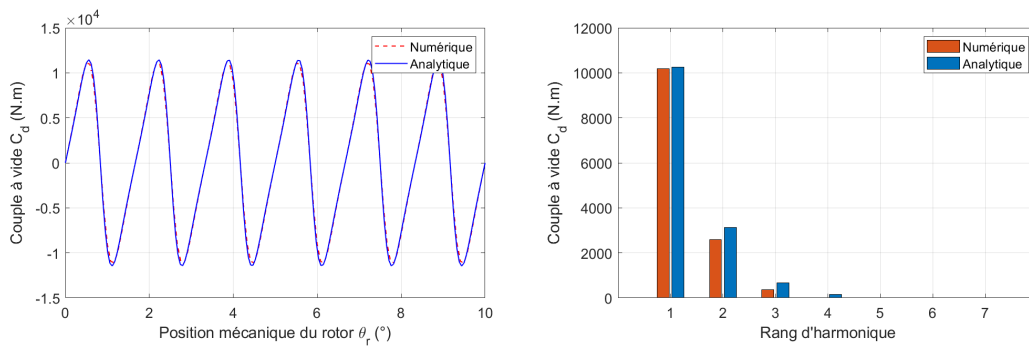 ×10⁴
1.5
1
0.5
0
-0.5
-1
-1.5
Couple à vide C_d (N.m)
0 2 4 6 8 10
Position mécanique du rotor θ_r (°)
Numérique
Analytique
12000
10000
8000
6000
4000
2000
0
Couple à vide C_d (N.m)
1 2 3 4 5 6 7
Rang d'harmonique
Numérique
Analytique